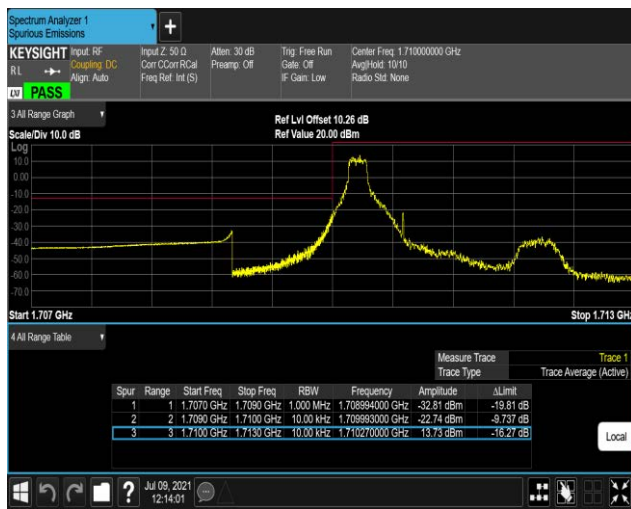 Spectrum Analyzer 1
Spurious Emissions
+
KEYSIGHT Input: RF Input Z: 50 Ω Atten: 30 dB Trig: Free Run Center Freq: 1.710000000 GHz
RL Coupling: DC Corr CCorr RCal Preamp: Off Gate: Off Avg|Hold: 10/10
Align: Auto Freq Ref: Int (S) IF Gain: Low Radio Std: None
LXI PASS
3 All Range Graph
Ref Lvl Offset 10.26 dB
Scale/Div 10.0 dB Ref Value 20.00 dBm
Log
10.0
0.00
-10.0
-20.0
-30.0
-40.0
-50.0
-60.0
-70.0
Start 1.707 GHz Stop 1.713 GHz
4 All Range Table
Measure Trace Trace 1
Trace Type Trace Average (Active)
Spur Range Start Freq Stop Freq RBW Frequency Amplitude ΔLimit
1 1 1.7070 GHz 1.7090 GHz 1.000 MHz 1.708994000 GHz -32.81 dBm -19.81 dB
2 2 1.7090 GHz 1.7100 GHz 10.00 kHz 1.709993000 GHz -22.74 dBm -9.737 dB
3 3 1.7100 GHz 1.7130 GHz 10.00 kHz 1.710270000 GHz 13.73 dBm -16.27 dB
Local
? Jul 09, 2021
12:14:01